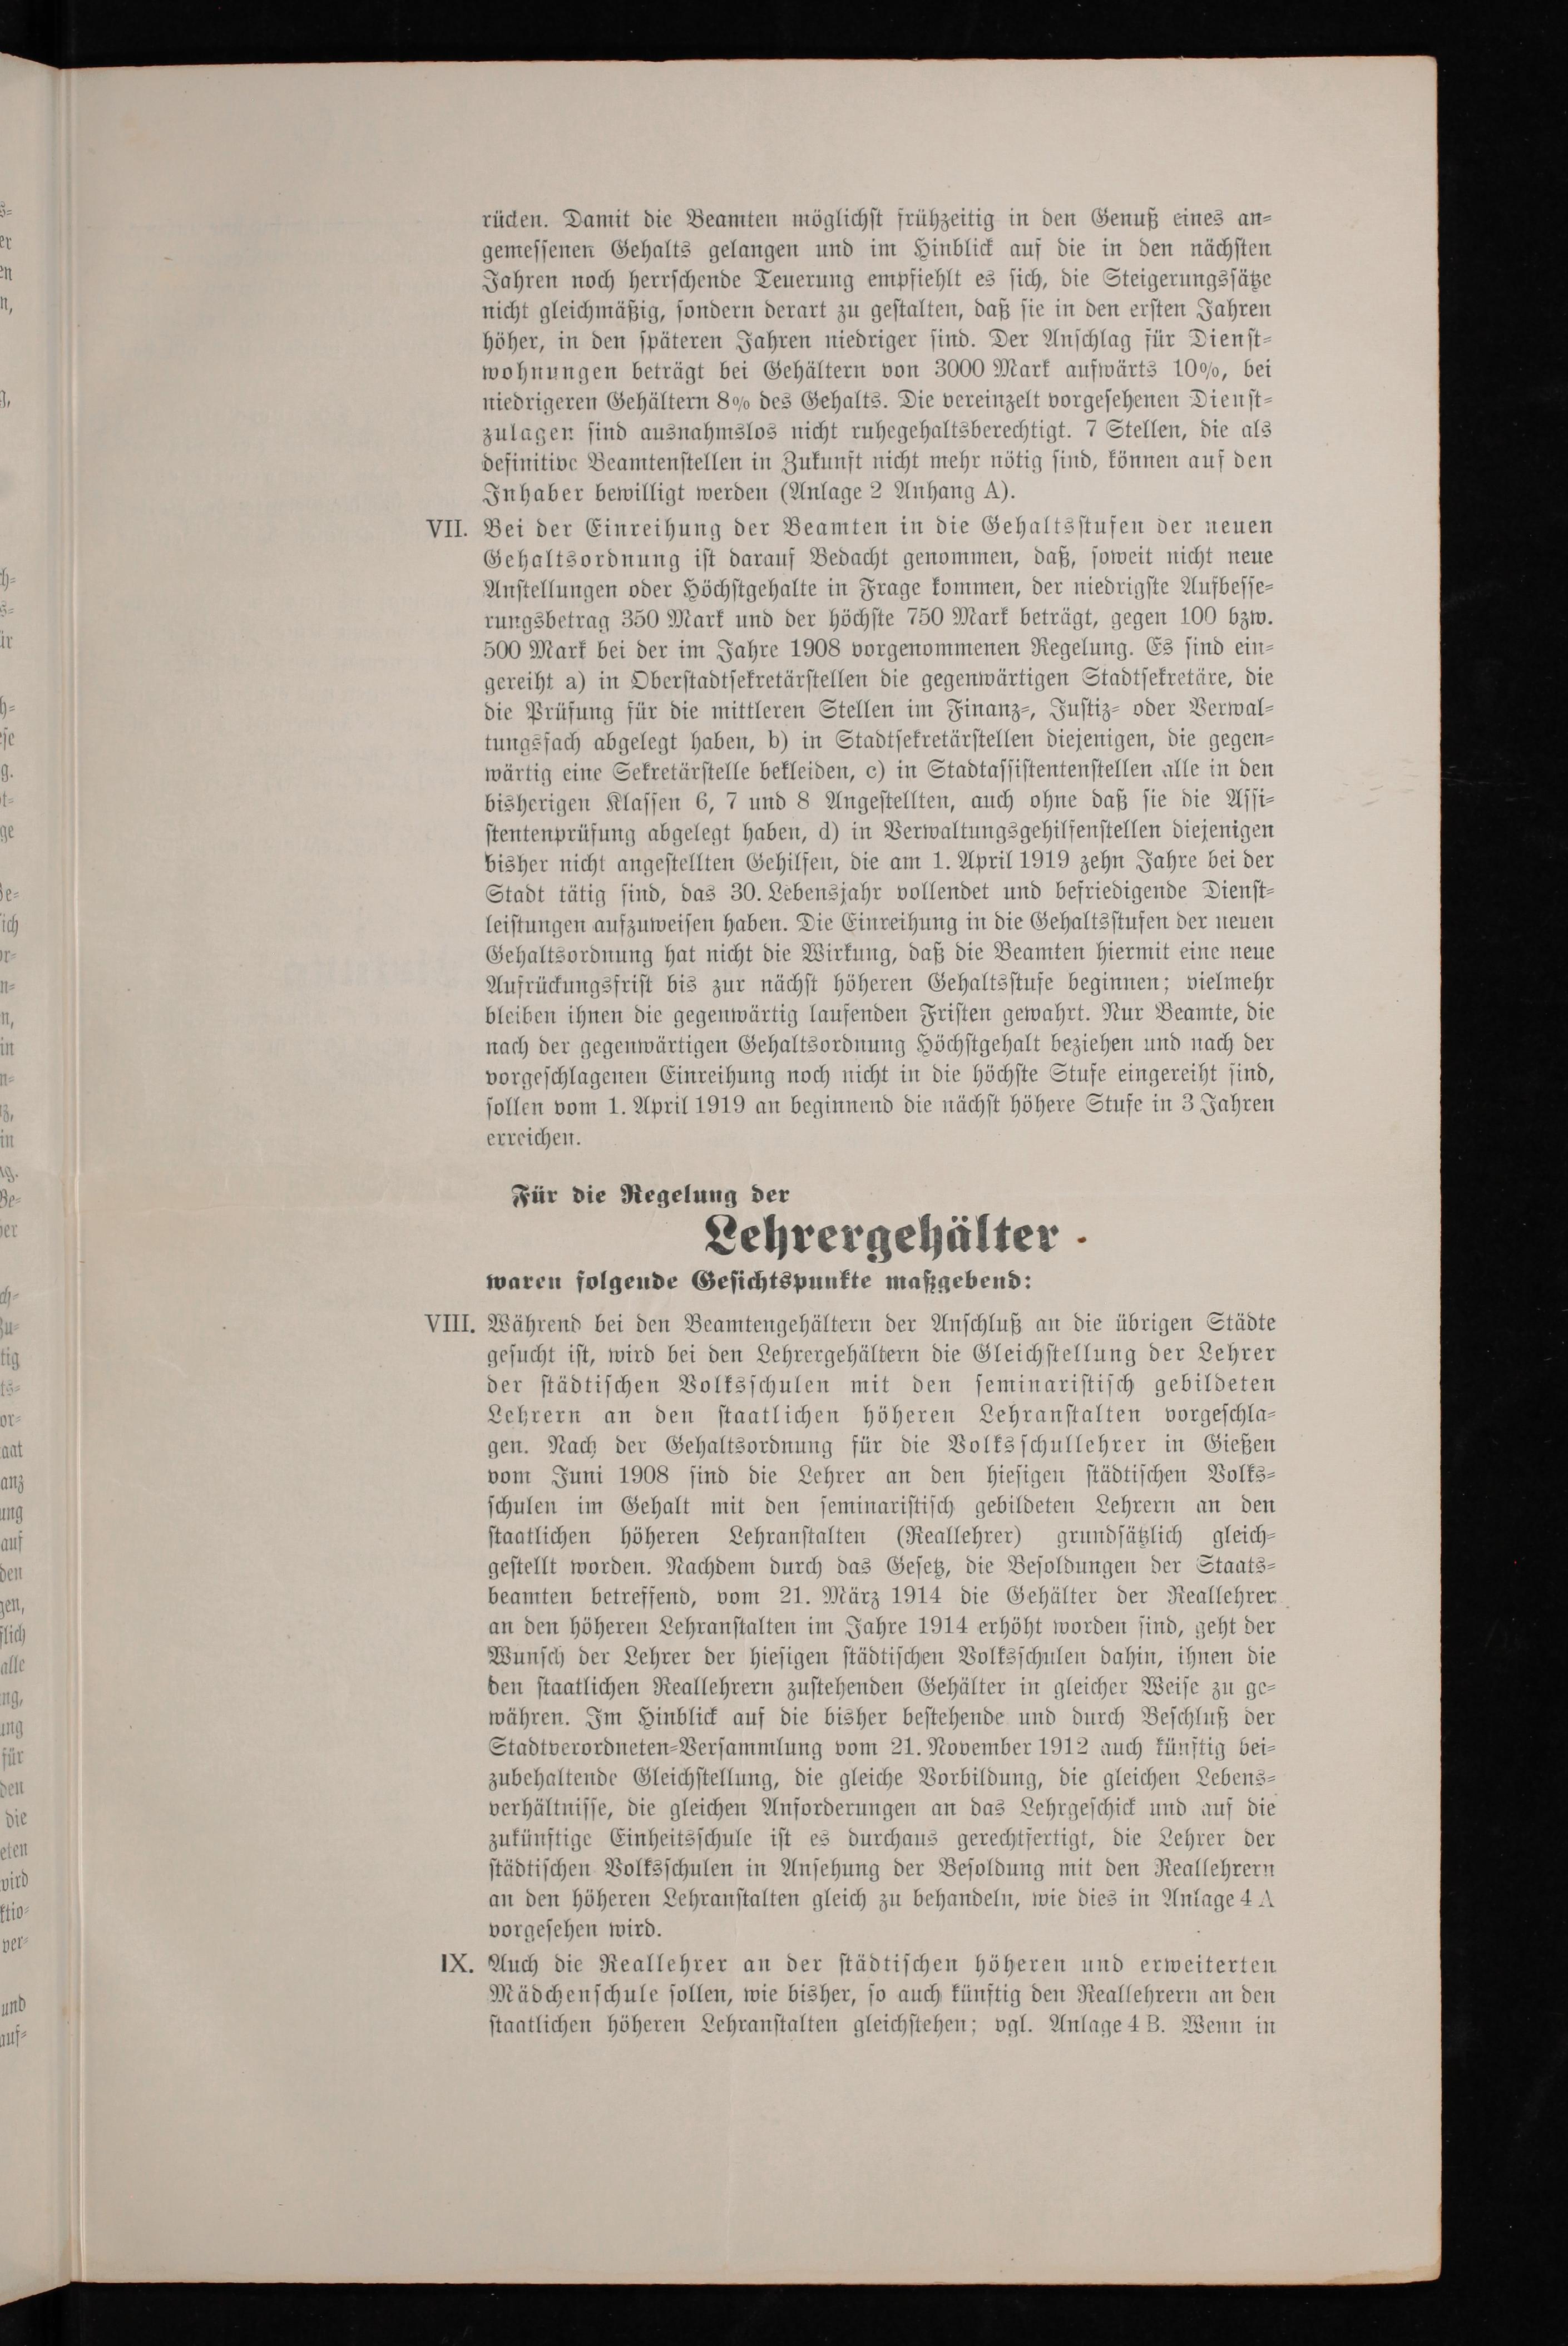 rücken. Damit die Beamten möglichst frühzeitig in den Genuß eines an-
gemessenen Gehalts gelangen und im Hinblick auf die in den nächsten
Jahren noch herrschende Teuerung empfiehlt es sich, die Steigerungssätze
nicht gleichmäßig, sondern derart zu gestalten, daß sie in den ersten Jahren
höher, in den späteren Jahren niedriger sind. Der Anschlag für Dienst-
wohnungen beträgt bei Gehältern von 3000 Mark aufwärts 10%, bei
niedrigeren Gehältern 8% des Gehalts. Die vereinzelt vorgesehenen Dienst-
zulagen sind ausnahmslos nicht ruhegehaltsberechtigt. 7 Stellen, die als
definitive Beamtenstellen in Zukunft nicht mehr nötig sind, können auf den
Inhaber bewilligt werden (Anlage 2 Anhang A).
VII. Bei der Einreihung der Beamten in die Gehaltsstufen der neuen
Gehaltsordnung ist darauf Bedacht genommen, daß, soweit nicht neue
Anstellungen oder Höchstgehalte in Frage kommen, der niedrigste Aufbesse-
rungsbetrag 350 Mark und der höchste 750 Mark beträgt, gegen 100 bzw.
500 Mark bei der im Jahre 1908 vorgenommenen Regelung. Es sind ein-
gereiht a) in Oberstadtsekretärstellen die gegenwärtigen Stadtsekretäre, die
die Prüfung für die mittleren Stellen im Finanz-, Justiz- oder Verwal-
tungsfach abgelegt haben, b) in Stadtsekretärstellen diejenigen, die gegen-
wärtig eine Sekretärstelle bekleiden, c) in Stadtassistentenstellen alle in den
bisherigen Klassen 6, 7 und 8 Angestellten, auch ohne daß sie die Assi-
stentenprüfung abgelegt haben, d) in Verwaltungsgehilfenstellen diejenigen
bisher nicht angestellten Gehilfen, die am 1. April 1919 zehn Jahre bei der
Stadt tätig sind, das 30. Lebensjahr vollendet und befriedigende Dienst-
leistungen aufzuweisen haben. Die Einreihung in die Gehaltsstufen der neuen
Gehaltsordnung hat nicht die Wirkung, daß die Beamten hiermit eine neue
Aufrückungsfrist bis zur nächst höheren Gehaltsstufe beginnen; vielmehr
bleiben ihnen die gegenwärtig laufenden Fristen gewahrt. Nur Beamte, die
nach der gegenwärtigen Gehaltsordnung Höchstgehalt beziehen und nach der
vorgeschlagenen Einreihung noch nicht in die höchste Stufe eingereiht sind,
sollen vom 1. April 1919 an beginnend die nächst höhere Stufe in 3 Jahren
erreichen.
Für die Regelung der
Lehrergehälter
waren folgende Gesichtspunkte maßgebend:
VIII. Während bei den Beamtengehältern der Anschluß an die übrigen Städte
gesucht ist, wird bei den Lehrergehältern die Gleichstellung der Lehrer
der städtischen Volksschulen mit den seminaristisch gebildeten
Lehrern an den staatlichen höheren Lehranstalten vorgeschla-
gen. Nach der Gehaltsordnung für die Volksschullehrer in Gießen
vom Juni 1908 sind die Lehrer an den hiesigen städtischen Volks-
schulen im Gehalt mit den seminaristisch gebildeten Lehrern an den
staatlichen höheren Lehranstalten (Reallehrer) grundsätzlich gleich-
gestellt worden. Nachdem durch das Gesetz, die Besoldungen der Staats-
beamten betreffend, vom 21. März 1914 die Gehälter der Reallehrer
an den höheren Lehranstalten im Jahre 1914 erhöht worden sind, geht der
Wunsch der Lehrer der hiesigen städtischen Volksschulen dahin, ihnen die
den staatlichen Reallehrern zustehenden Gehälter in gleicher Weise zu ge-
währen. Im Hinblick auf die bisher bestehende und durch Beschluß der
Stadtverordneten-Versammlung vom 21. November 1912 auch künftig bei-
zubehaltende Gleichstellung, die gleiche Vorbildung, die gleichen Lebens-
verhältnisse, die gleichen Anforderungen an das Lehrgeschick und auf die
zukünftige Einheitsschule ist es durchaus gerechtfertigt, die Lehrer der
städtischen Volksschulen in Ansehung der Besoldung mit den Reallehrern
an den höheren Lehranstalten gleich zu behandeln, wie dies in Anlage 4 A
vorgesehen wird.
IX. Auch die Reallehrer an der städtischen höheren und erweiterten
Mädchenschule sollen, wie bisher, so auch künftig den Reallehrern an den
staatlichen höheren Lehranstalten gleichstehen; vgl. Anlage 4 B. Wenn in